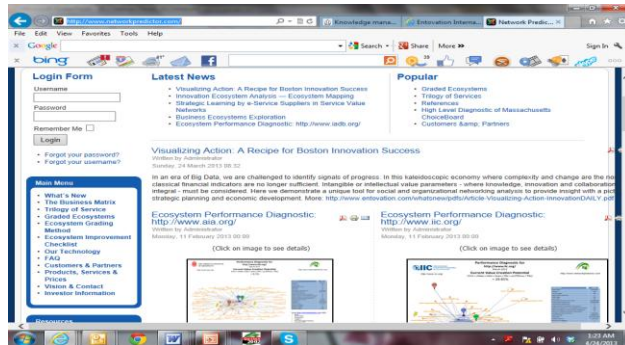 http://www.networkpredictor.com/
Knowledge mana...
Entovation Interna...
Network Predic...
File Edit View Favorites Tools Help
Google
Search
Share
More »
Sign In
bing
Login Form
Username
Password
Remember Me
Login
Forgot your password?
Forgot your username?
Main Menu
What's New
The Business Matrix
Trilogy of Service
Graded Ecosystems
Ecosystem Grading
Method
Ecosystem Improvement
Checklist
Our Technology
FAQ
Customers & Partners
Products, Services &
Prices
Vision & Contact
Investor Information
Resources
Latest News
Visualizing Action: A Recipe for Boston Innovation Success
Innovation Ecosystem Analysis — Ecosystem Mapping
Strategic Learning by e-Service Suppliers in Service Value
Networks
Business Ecosystems Exploration
Ecosystem Performance Diagnostic: http://www.iadb.org/
Popular
Graded Ecosystems
Trilogy of Services
References
High Level Diagnostic of Massachusetts
ChoiceBoard
Customers &amp; Partners
Visualizing Action: A Recipe for Boston Innovation Success
Written by Administrator
Sunday, 24 March 2013 08:32
In an era of Big Data, we are challenged to identify signals of progress. In this kaleidoscopic economy where complexity and change are the no
classical financial indicators are no longer sufficient. Intangible or intellectual value parameters - where knowledge, innovation and collaboration
integral - must be considered. Here we demonstrate a unique tool for social and organizational networking analysis to provide insight with a pict
strategic planning and economic development. More: http://www.entovation.com/whatsnew/pdfs/Article-Visualizing-Action-InnovationDAILY.pdf
Ecosystem Performance Diagnostic:
http://www.aia.org/
Written by Administrator
Monday, 11 February 2013 00:00
(Click on image to see details)
Ecosystem Performance Diagnostic:
http://www.iic.org/
Written by Administrator
Monday, 11 February 2013 00:00
(Click on image to see details)
IIC
Current Value Creation Potential
1:23 AM
4/24/2013